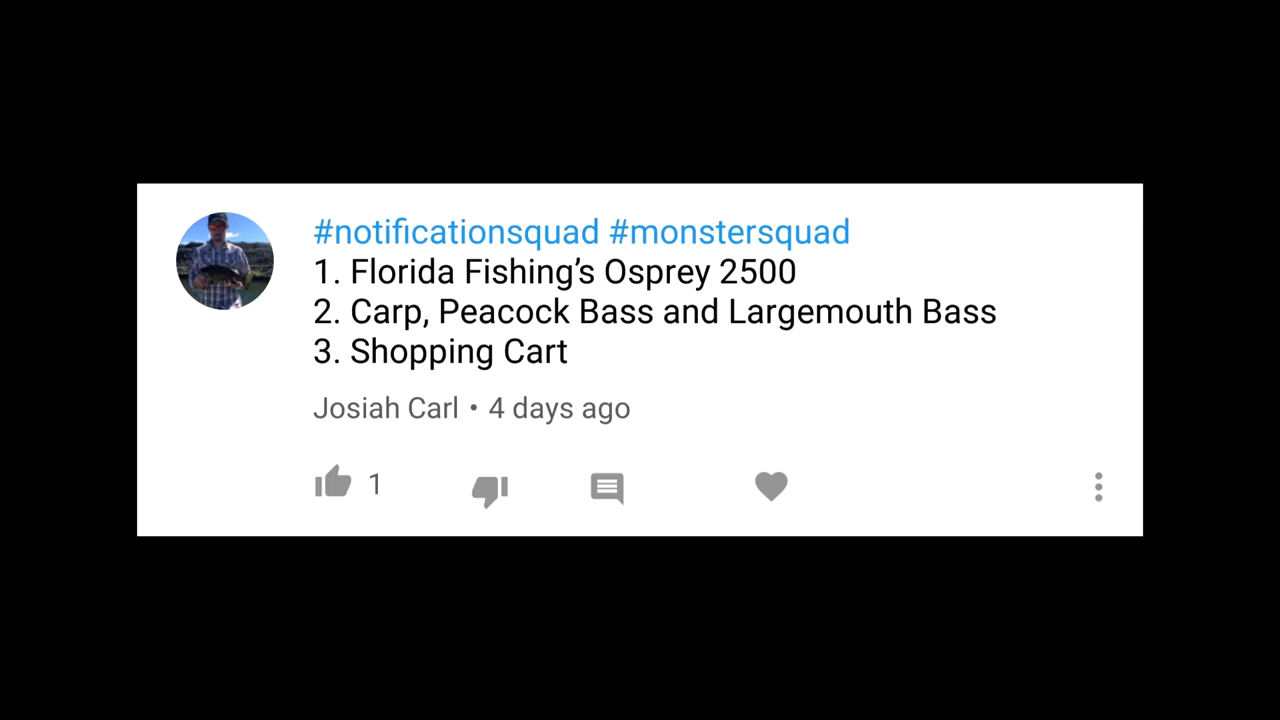 #notificationsquad #monstersquad
1. Florida Fishing’s Osprey 2500
2. Carp, Peacock Bass and Largemouth Bass
3. Shopping Cart
Josiah Carl • 4 days ago
1